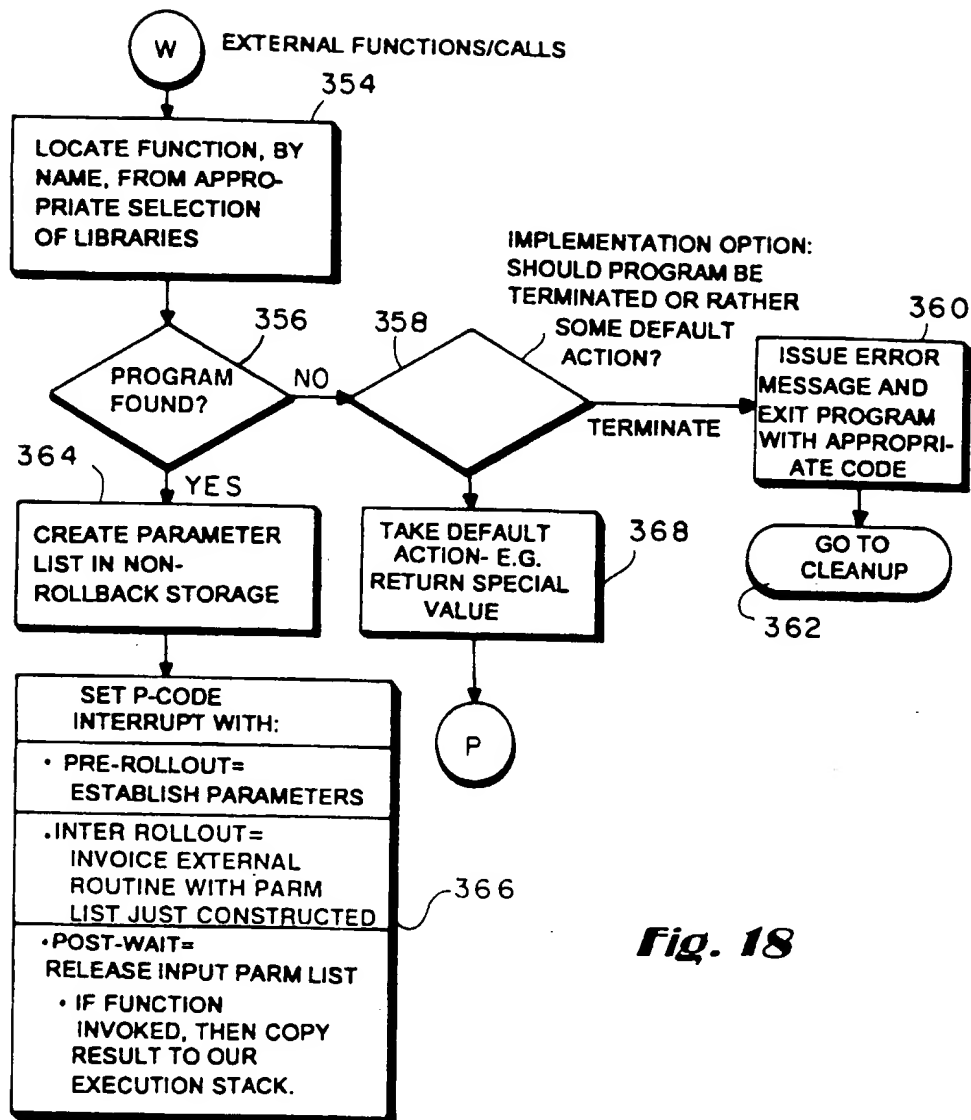 W
EXTERNAL FUNCTIONS/CALLS
354
LOCATE FUNCTION, BY
NAME, FROM APPRO-
PRIATE SELECTION
OF LIBRARIES
356
PROGRAM
FOUND?
NO
358
IMPLEMENTATION OPTION:
SHOULD PROGRAM BE
TERMINATED OR RATHER
SOME DEFAULT
ACTION?
TERMINATE
360
ISSUE ERROR
MESSAGE AND
EXIT PROGRAM
WITH APPROPRI-
ATE CODE
GO TO
CLEANUP
362
364
YES
CREATE PARAMETER
LIST IN NON-
ROLLBACK STORAGE
TAKE DEFAULT
ACTION- E.G.
RETURN SPECIAL
VALUE
368
P
SET P-CODE
INTERRUPT WITH:
• PRE-ROLLOUT=
ESTABLISH PARAMETERS
.INTER ROLLOUT=
INVOICE EXTERNAL
ROUTINE WITH PARM
LIST JUST CONSTRUCTED
366
•POST-WAIT=
RELEASE INPUT PARM LIST
• IF FUNCTION
INVOKED, THEN COPY
RESULT TO OUR
EXECUTION STACK.
Fig. 18